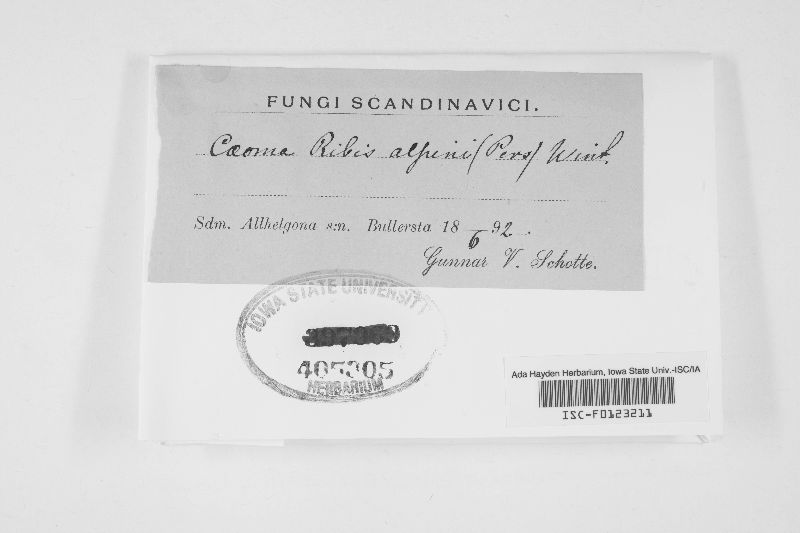 FUNGI SCANDINAVICI.
Cæoma Ribis alpini (Pers) Wint.
Sdm. Allhelgona s:n. Bullersta 18 6 92.
Gunnar V. Schotte.
IOWA STATE UNIVERSITY
405305
HERBARIUM
Ada Hayden Herbarium, Iowa State Univ.-ISC/IA
ISC-F0123211